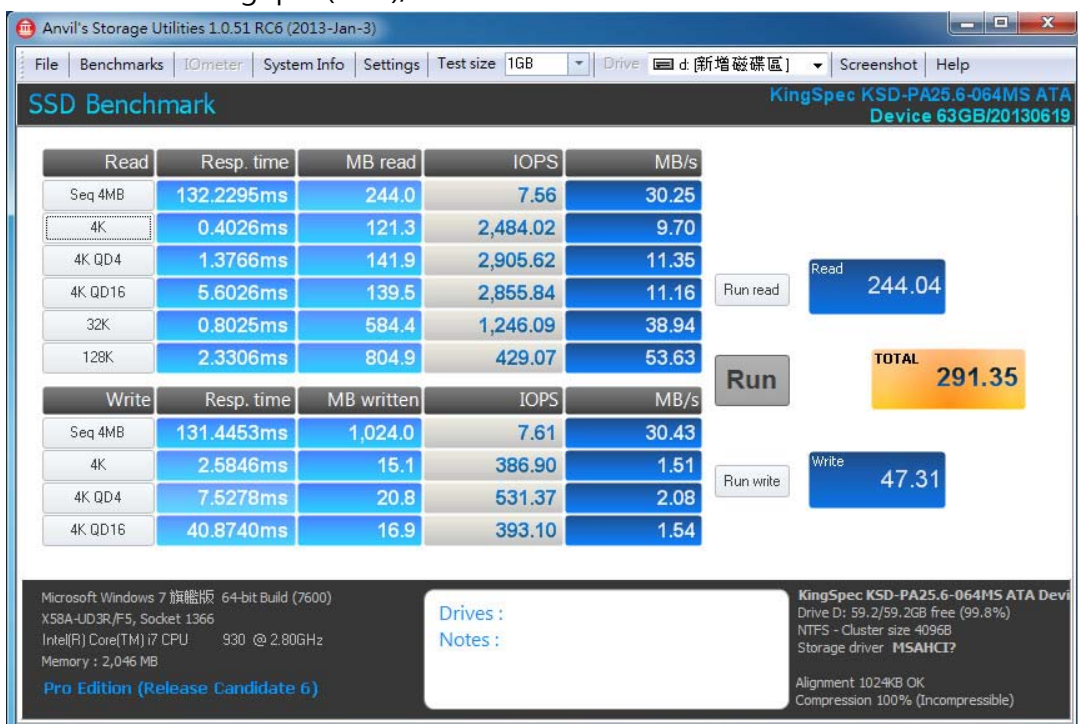 Anvil's Storage Utilities 1.0.51 RC6 (2013-Jan-3)
File Benchmarks IOmeter System Info Settings Test size 1GB Drive d: [新增磁碟區] Screenshot Help
SSD Benchmark
KingSpec KSD-PA25.6-064MS ATA
Device 63GB/20130619
Read Resp. time MB read IOPS MB/s
Seq 4MB 132.2295ms 244.0 7.56 30.25
4K 0.4026ms 121.3 2,484.02 9.70
4K QD4 1.3766ms 141.9 2,905.62 11.35
4K QD16 5.6026ms 139.5 2,855.84 11.16
32K 0.8025ms 584.4 1,246.09 38.94
128K 2.3306ms 804.9 429.07 53.63
Run read
Read 244.04
Run
TOTAL 291.35
Write Resp. time MB written IOPS MB/s
Seq 4MB 131.4453ms 1,024.0 7.61 30.43
4K 2.5846ms 15.1 386.90 1.51
4K QD4 7.5278ms 20.8 531.37 2.08
4K QD16 40.8740ms 16.9 393.10 1.54
Run write
Write 47.31
Microsoft Windows 7 旗艦版 64-bit Build (7600)
X58A-UD3R/F5, Socket 1366
Intel(R) Core(TM) i7 CPU 930 @ 2.80GHz
Memory : 2,046 MB
Pro Edition (Release Candidate 6)
Drives :
Notes :
KingSpec KSD-PA25.6-064MS ATA Devi
Drive D: 59.2/59.2GB free (99.8%)
NTFS - Cluster size 4096B
Storage driver MSAHCI?
Alignment 1024KB OK
Compression 100% (Incompressible)